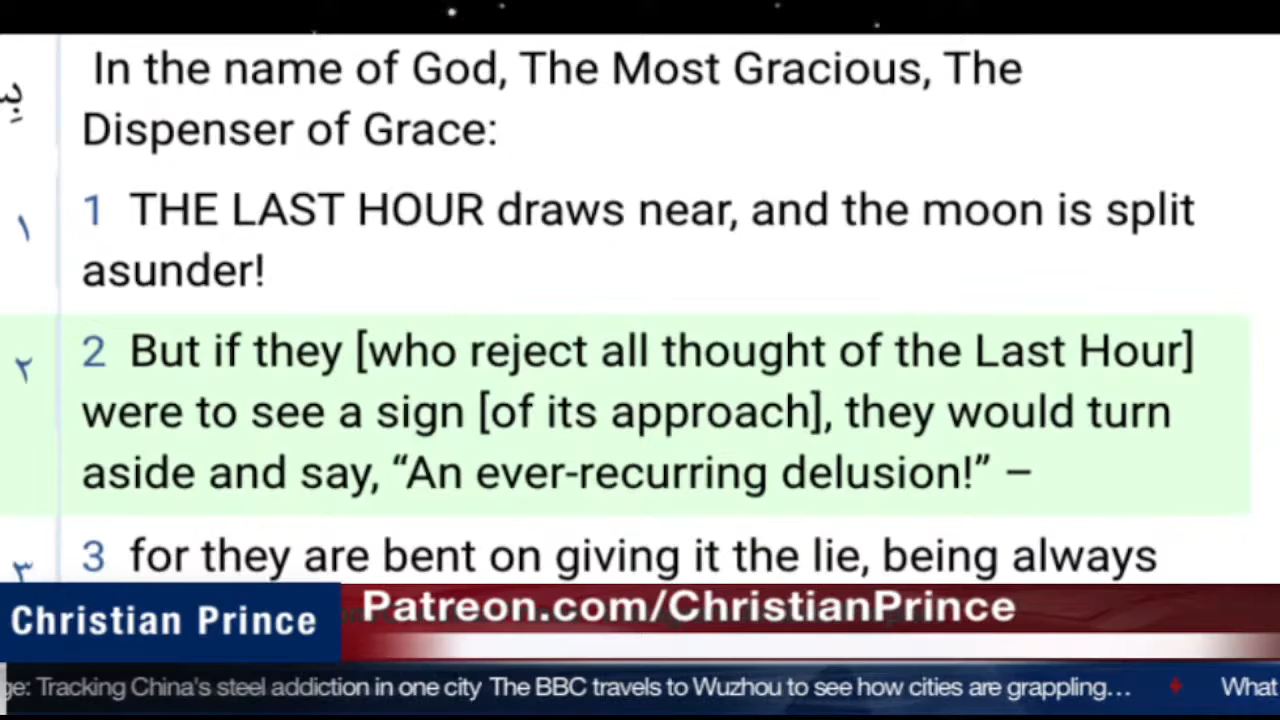 In the name of God, The Most Gracious, The
Dispenser of Grace:
1 THE LAST HOUR draws near, and the moon is split
asunder!
2 But if they [who reject all thought of the Last Hour]
were to see a sign [of its approach], they would turn
aside and say, “An ever-recurring delusion!” –
3 for they are bent on giving it the lie, being always
١
٢
٣
Christian Prince
Patreon.com/ChristianPrince
ge: Tracking China's steel addiction in one city The BBC travels to Wuzhou to see how cities are grappling... What